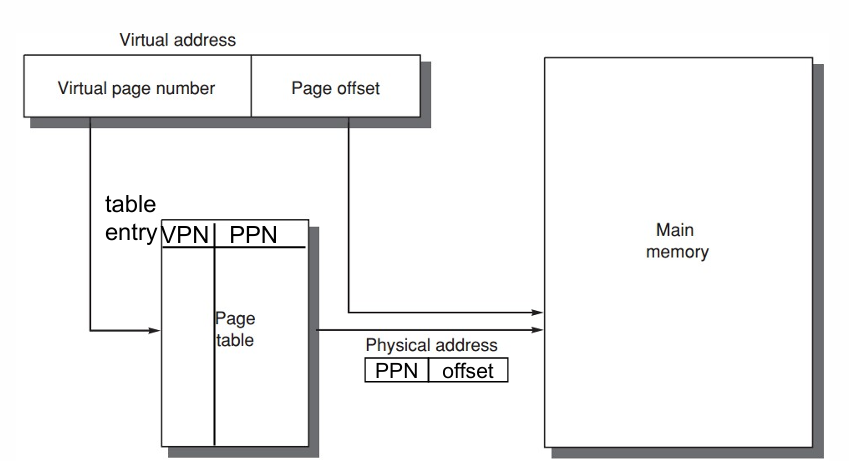 Virtual address
Virtual page number
Page offset
table
entry
VPN
PPN
Page
table
Main
memory
Physical address
PPN
offset